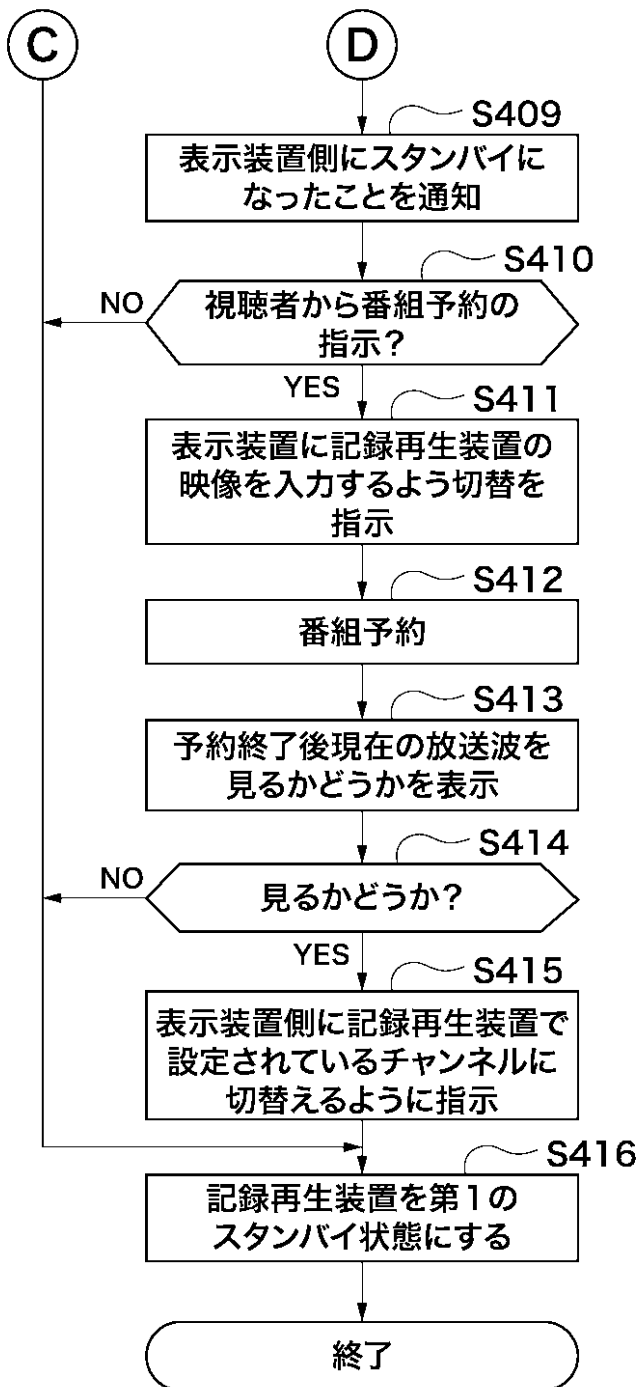 C
D
S409
表示装置側にスタンバイに
なったことを通知
S410
NO
視聴者から番組予約の
指示？
YES
S411
表示装置に記録再生装置の
映像を入力するよう切替を
指示
S412
番組予約
S413
予約終了後現在の放送波を
見るかどうかを表示
S414
NO
見るかどうか？
YES
S415
表示装置側に記録再生装置で
設定されているチャンネルに
切替えるように指示
S416
記録再生装置を第１の
スタンバイ状態にする
終了